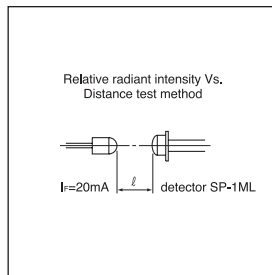 Relative radiant intensity Vs.
Distance test method
ℓ
IF=20mA
detector SP-1ML